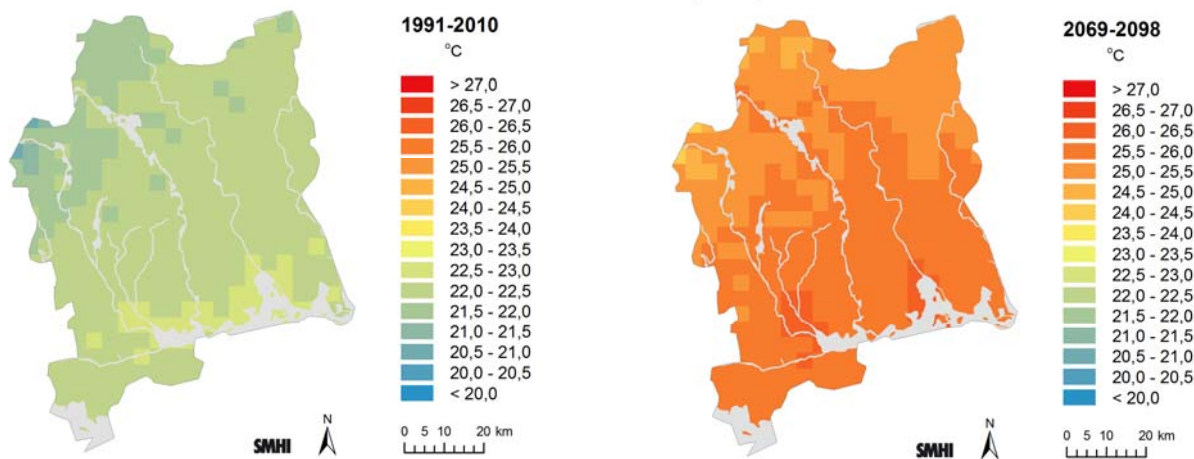 1991-2010
°C
> 27,0
26,5 - 27,0
26,0 - 26,5
25,5 - 26,0
25,0 - 25,5
24,5 - 25,0
24,0 - 24,5
23,5 - 24,0
23,0 - 23,5
22,5 - 23,0
22,0 - 22,5
21,5 - 22,0
21,0 - 21,5
20,5 - 21,0
20,0 - 20,5
< 20,0
SMHI
N
0 5 10 20 km
2069-2098
°C
> 27,0
26,5 - 27,0
26,0 - 26,5
25,5 - 26,0
25,0 - 25,5
24,5 - 25,0
24,0 - 24,5
23,5 - 24,0
23,0 - 23,5
22,5 - 23,0
22,0 - 22,5
21,5 - 22,0
21,0 - 21,5
20,5 - 21,0
20,0 - 20,5
< 20,0
SMHI
N
0 5 10 20 km